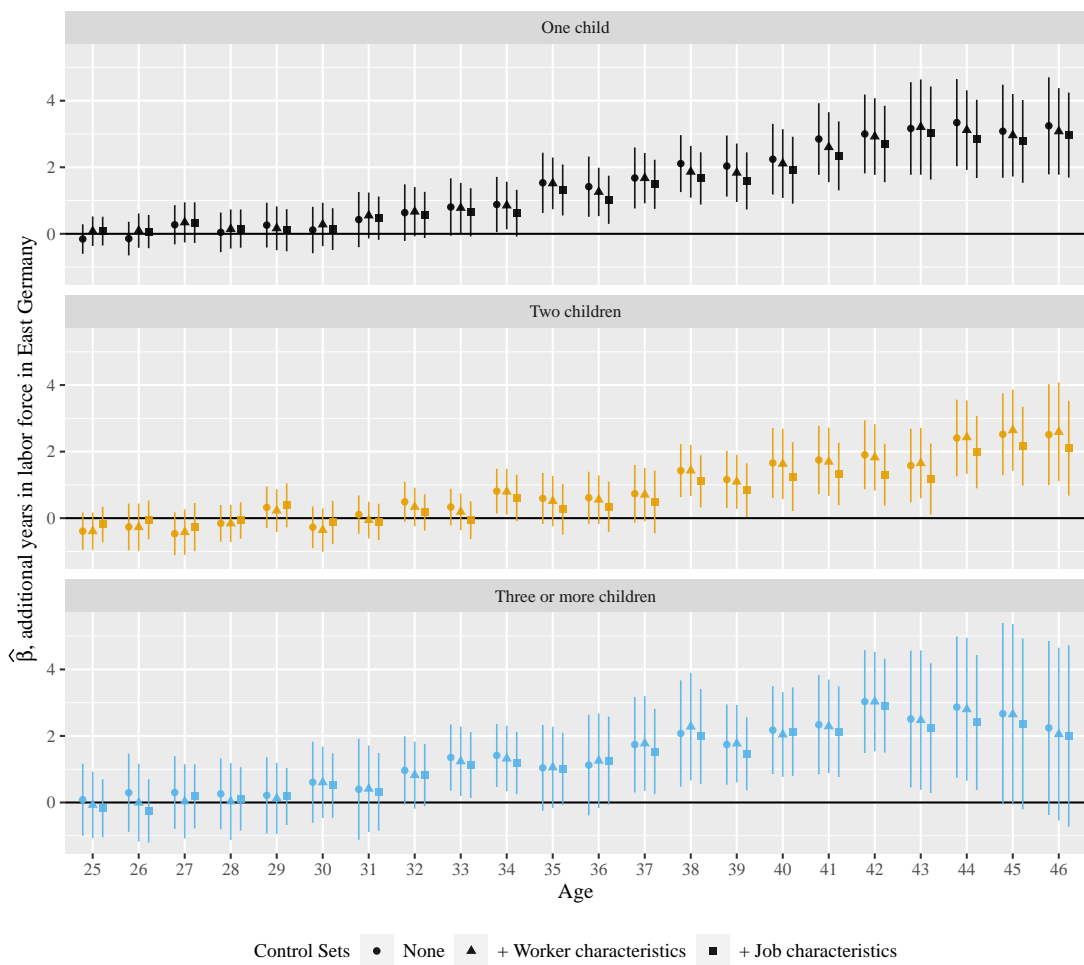 One child
4
2
0
Two children
4
2
0
Three or more children
4
2
0
β̂, additional years in labor force in East Germany
25 26 27 28 29 30 31 32 33 34 35 36 37 38 39 40 41 42 43 44 45 46
Age
Control Sets None + Worker characteristics + Job characteristics